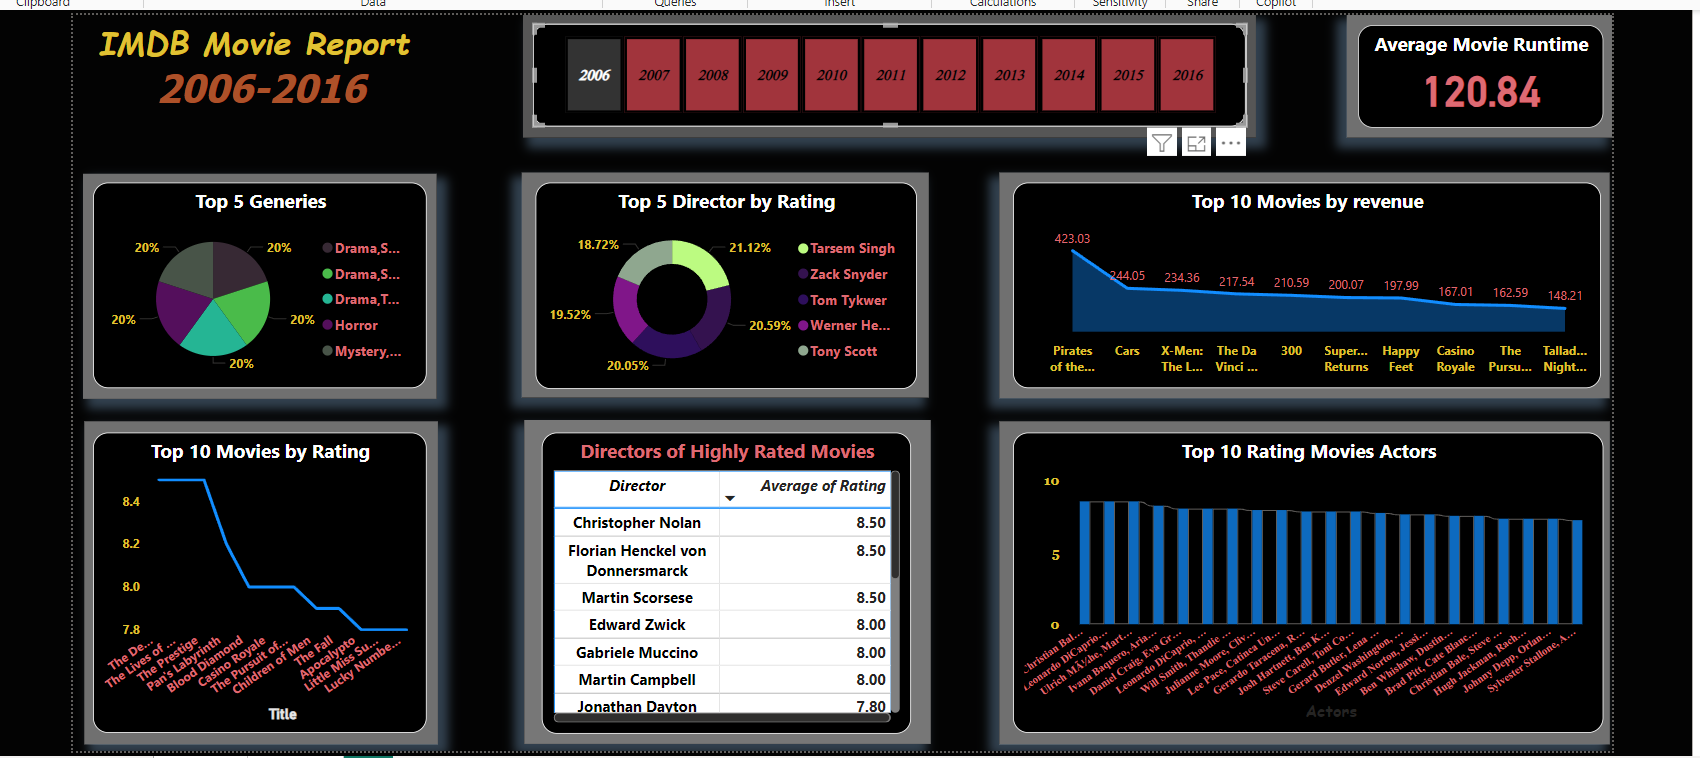 Clipboard Data Queries Insert Calculations Sensitivity Share Copilot
IMDB Movie Report
2006-2016
2006 2007 2008 2009 2010 2011 2012 2013 2014 2015 2016
Average Movie Runtime
120.84
Top 5 Generies
20%
20%
20%
20%
20%
Drama,S...
Drama,S...
Drama,T...
Horror
Mystery,...
Top 5 Director by Rating
18.72%
21.12%
19.52%
20.59%
20.05%
Tarsem Singh
Zack Snyder
Tom Tykwer
Werner He...
Tony Scott
Top 10 Movies by revenue
423.03
244.05
234.36
217.54
210.59
200.07
197.99
167.01
162.59
148.21
Pirates
of the...
Cars
X-Men:
The L...
The Da
Vinci ...
300
Super...
Returns
Happy
Feet
Casino
Royale
The
Pursu...
Tallad...
Night...
Top 10 Movies by Rating
8.4
8.2
8.0
7.8
The De...
The Lives of ...
The Prestige
Pan's Labyrinth
Blood Diamond
Casino Royale
The Pursuit of...
Children of Men
The Fall
Apocalypto
Little Miss Su...
Lucky Numbe...
Title
Directors of Highly Rated Movies
Director Average of Rating
Christopher Nolan 8.50
Florian Henckel von 8.50
Donnersmarck
Martin Scorsese 8.50
Edward Zwick 8.00
Gabriele Muccino 8.00
Martin Campbell 8.00
Jonathan Dayton 7.80
Top 10 Rating Movies Actors
10
5
0
Christian Bal...
Leonardo DiCaprio...
Ulrich MÃ¼he, Mart...
Ivana Baquero, Aria...
Daniel Craig, Eva Gr...
Leonardo DiCaprio, ...
Will Smith, Thandie ...
Julianne Moore, Cliv...
Lee Pace, Catinca Un...
Gerardo Taracena, R...
Josh Hartnett, Ben K...
Steve Carell, Toni Co...
Gerard Butler, Lena ...
Denzel Washington, ...
Edward Norton, Jessi...
Ben Whishaw, Dustin...
Brad Pitt, Cate Blanc...
Christian Bale, Steve ...
Hugh Jackman, Rach...
Johnny Depp, Orlan...
Sylvester Stallone, A...
Actors